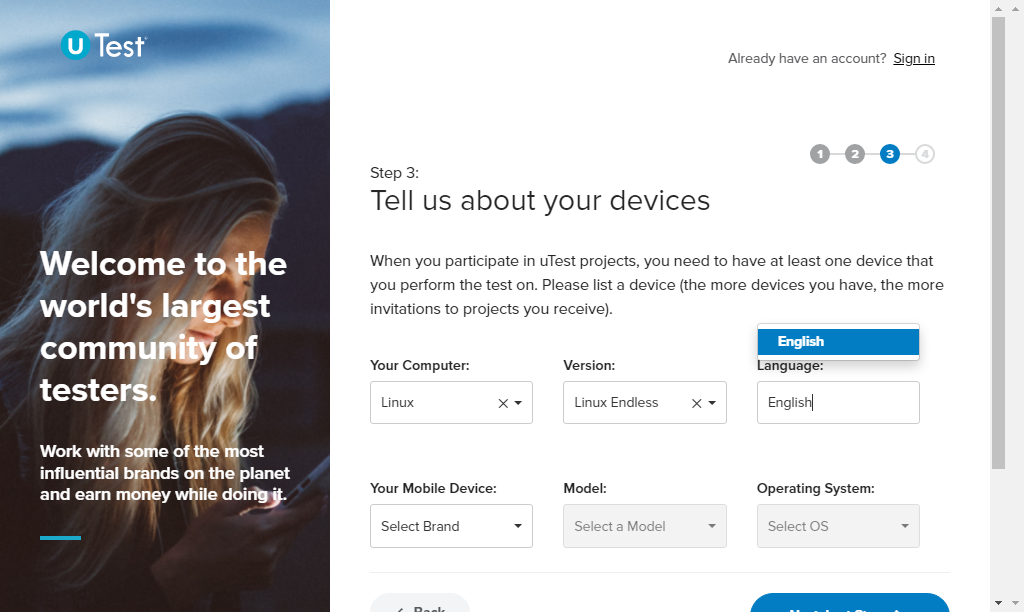 U Test
Already have an account? Sign in
1 2 3 4
Step 3:
Tell us about your devices
Welcome to the
world's largest
community of
testers.
Work with some of the most
influential brands on the planet
and earn money while doing it.
When you participate in uTest projects, you need to have at least one device that
you perform the test on. Please list a device (the more devices you have, the more
invitations to projects you receive).
English
Your Computer: Version: Language:
Linux Linux Endless English
Your Mobile Device: Model: Operating System:
Select Brand Select a Model Select OS
Back